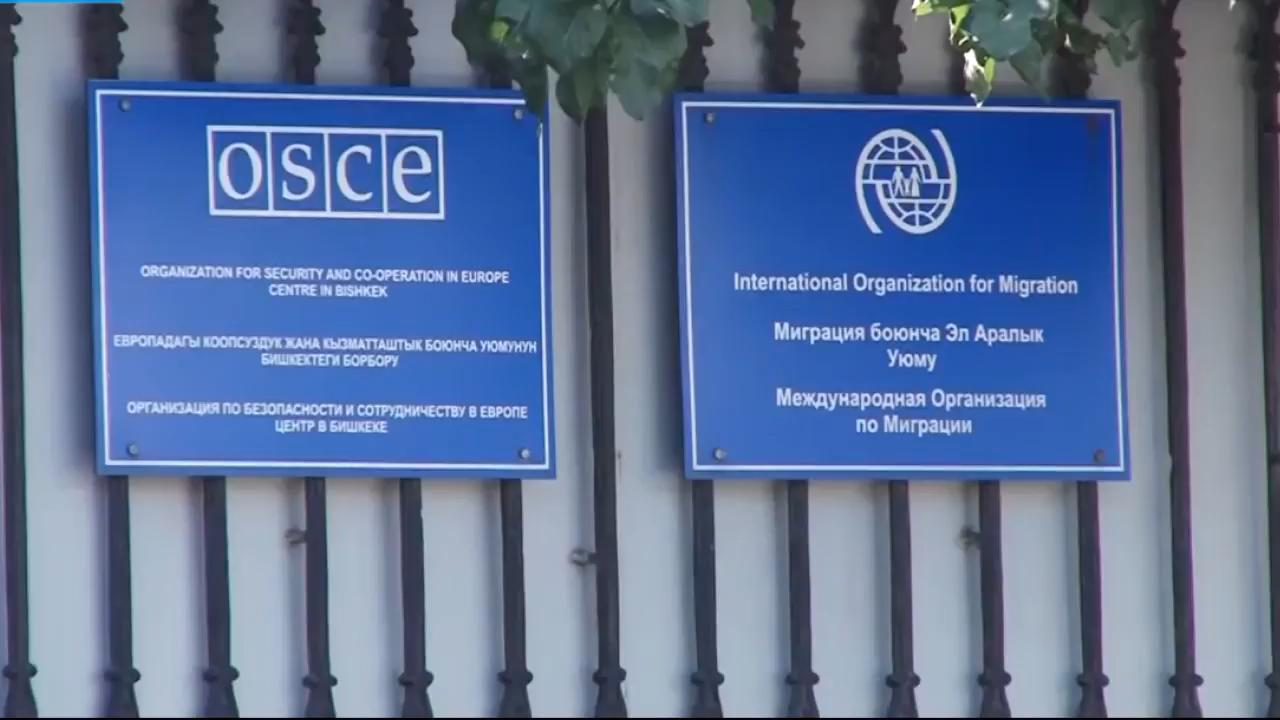 OSCE
ORGANIZATION FOR SECURITY AND CO-OPERATION IN EUROPE
CENTRE IN BISHKEK
ЕВРОПАДАГЫ КООПСУЗДУК ЖАНА КЫЗМАТТАШТЫК БОЮНЧА УЮМУНУН
БИШКЕКТЕГИ БОРБОРУ
ОРГАНИЗАЦИЯ ПО БЕЗОПАСНОСТИ И СОТРУДНИЧЕСТВУ В ЕВРОПЕ
ЦЕНТР В БИШКЕКЕ
International Organization for Migration
Миграция боюнча Эл Аралык
Уюму
Международная Организация
по Миграции